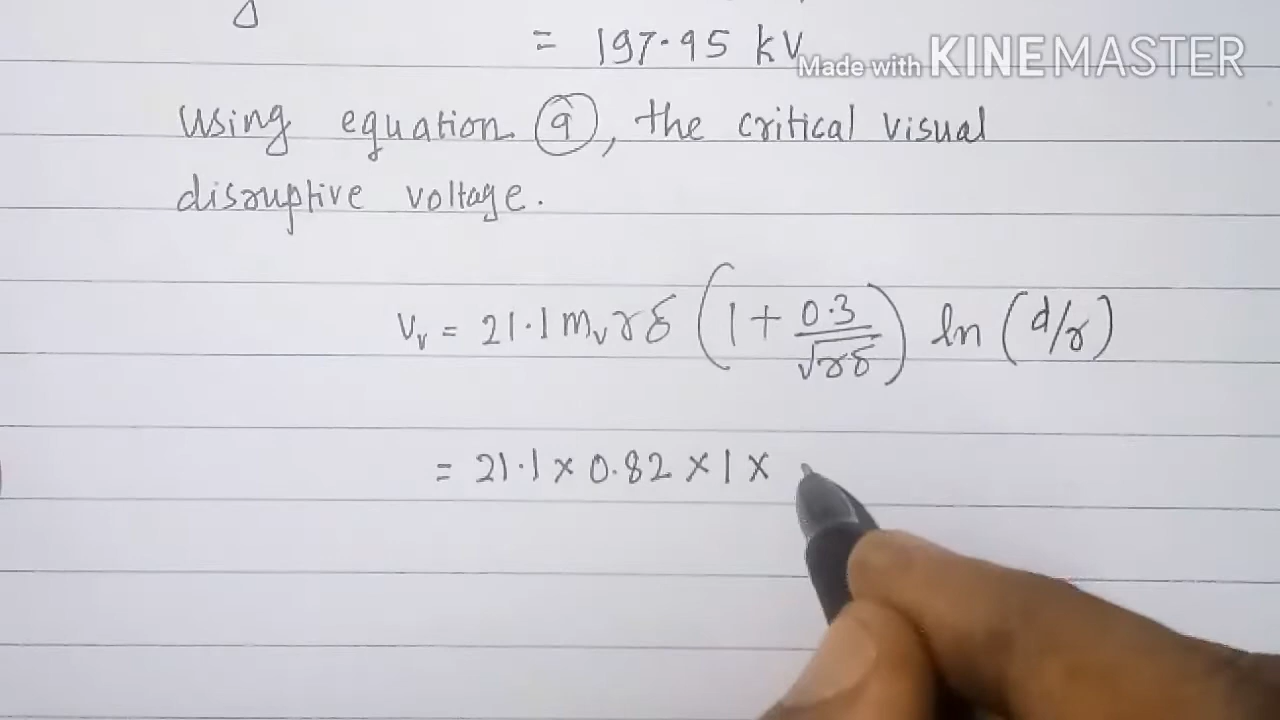 Δ
= 197.95 kV
Made with KINEMASTER
using equation (9), the critical visual
disruptive voltage.
Vv = 21.1 mv r δ (1 + 0.3/√rδ) ln (d/r)
= 21.1 × 0.82 × 1 ×